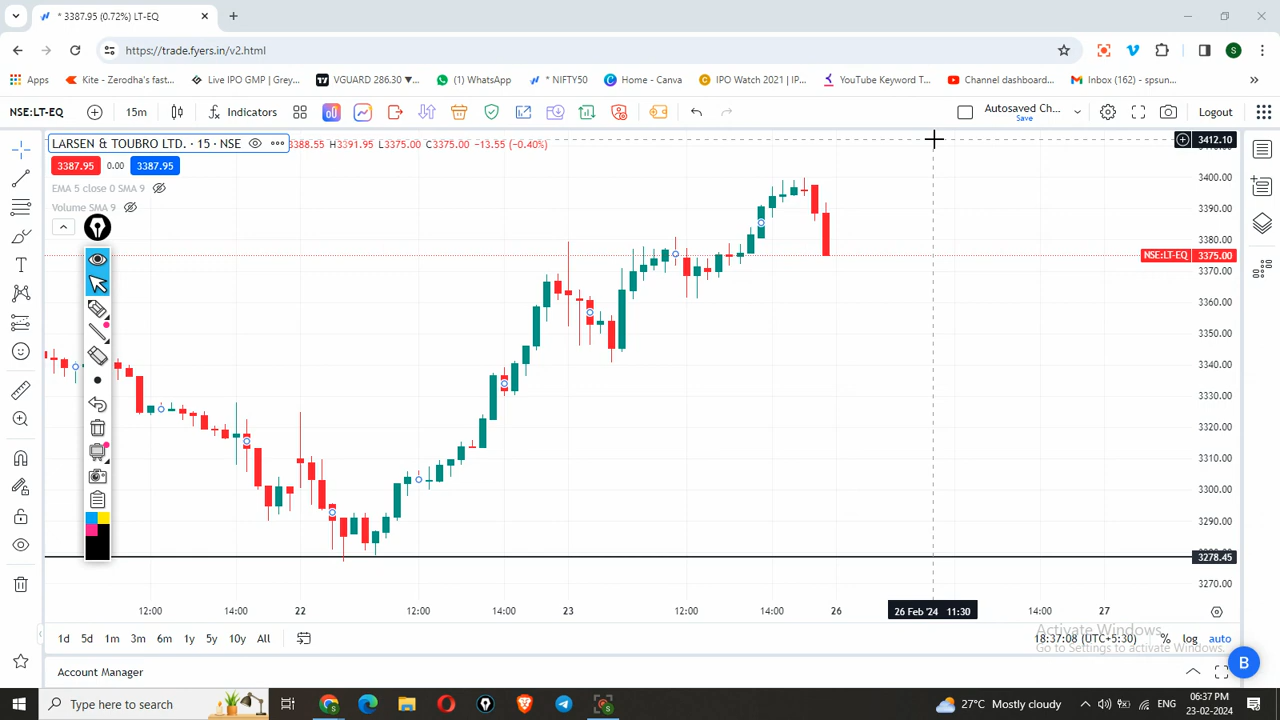 * 3387.95 (0.72%) LT-EQ
https://trade.fyers.in/v2.html
S
Apps
Kite - Zerodha's fast...
Live IPO GMP | Grey...
VGUARD 286.30 ▼...
(1) WhatsApp
* NIFTY50
Home - Canva
IPO Watch 2021 | IP...
YouTube Keyword T...
Channel dashboard...
Inbox (162) - spsun...
NSE:LT-EQ
15m
Indicators
Autosaved Ch...
Save
Logout
LARSEN & TOUBRO LTD. · 15 · NSE
3388.55 H3391.95 L3375.00 C3375.00 −13.55 (−0.40%)
3387.95
0.00
3387.95
EMA 5 close 0 SMA 9
Volume SMA 9
3412.10
3400.00
3390.00
3380.00
NSE:LT-EQ 3375.00
3370.00
3360.00
3350.00
3340.00
3330.00
3320.00
3310.00
3300.00
3290.00
3278.45
3270.00
12:00
14:00
22
12:00
14:00
23
12:00
14:00
26
26 Feb '24 11:30
14:00
27
1d
5d
1m
3m
6m
1y
5y
10y
All
18:37:08 (UTC+5:30)
%
log
auto
Activate Windows
Go to Settings to activate Windows.
Account Manager
B
Type here to search
27°C Mostly cloudy
ENG
06:37 PM
23-02-2024